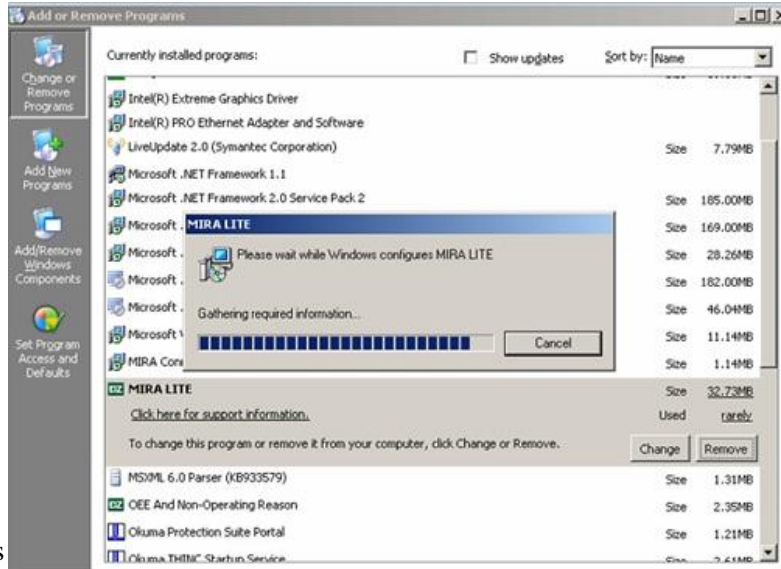 Add or Remove Programs
Change or
Remove
Programs
Add New
Programs
Add/Remove
Windows
Components
Set Program
Access and
Defaults
Currently installed programs:
Show updates
Sort by: Name
Intel(R) Extreme Graphics Driver
Intel(R) PRO Ethernet Adapter and Software
LiveUpdate 2.0 (Symantec Corporation) Size 7.79MB
Microsoft .NET Framework 1.1
Microsoft .NET Framework 2.0 Service Pack 2 Size 185.00MB
Microsoft . Size 169.00MB
Microsoft . Size 28.26MB
Microsoft . Size 182.00MB
Microsoft . Size 46.04MB
Microsoft Size 11.14MB
MIRA Size 1.14MB
MIRA LITE
Please wait while Windows configures MIRA LITE
Gathering required information...
Cancel
MIRA LITE Size 32.73MB
Click here for support information. Used rarely
To change this program or remove it from your computer, click Change or Remove.
Change Remove
MSXML 6.0 Parser (KB933579) Size 1.31MB
OEE And Non-Operating Reason Size 2.35MB
Okuma Protection Suite Portal Size 1.21MB
Okuma THINC Startup Service Size 2.61MB
s